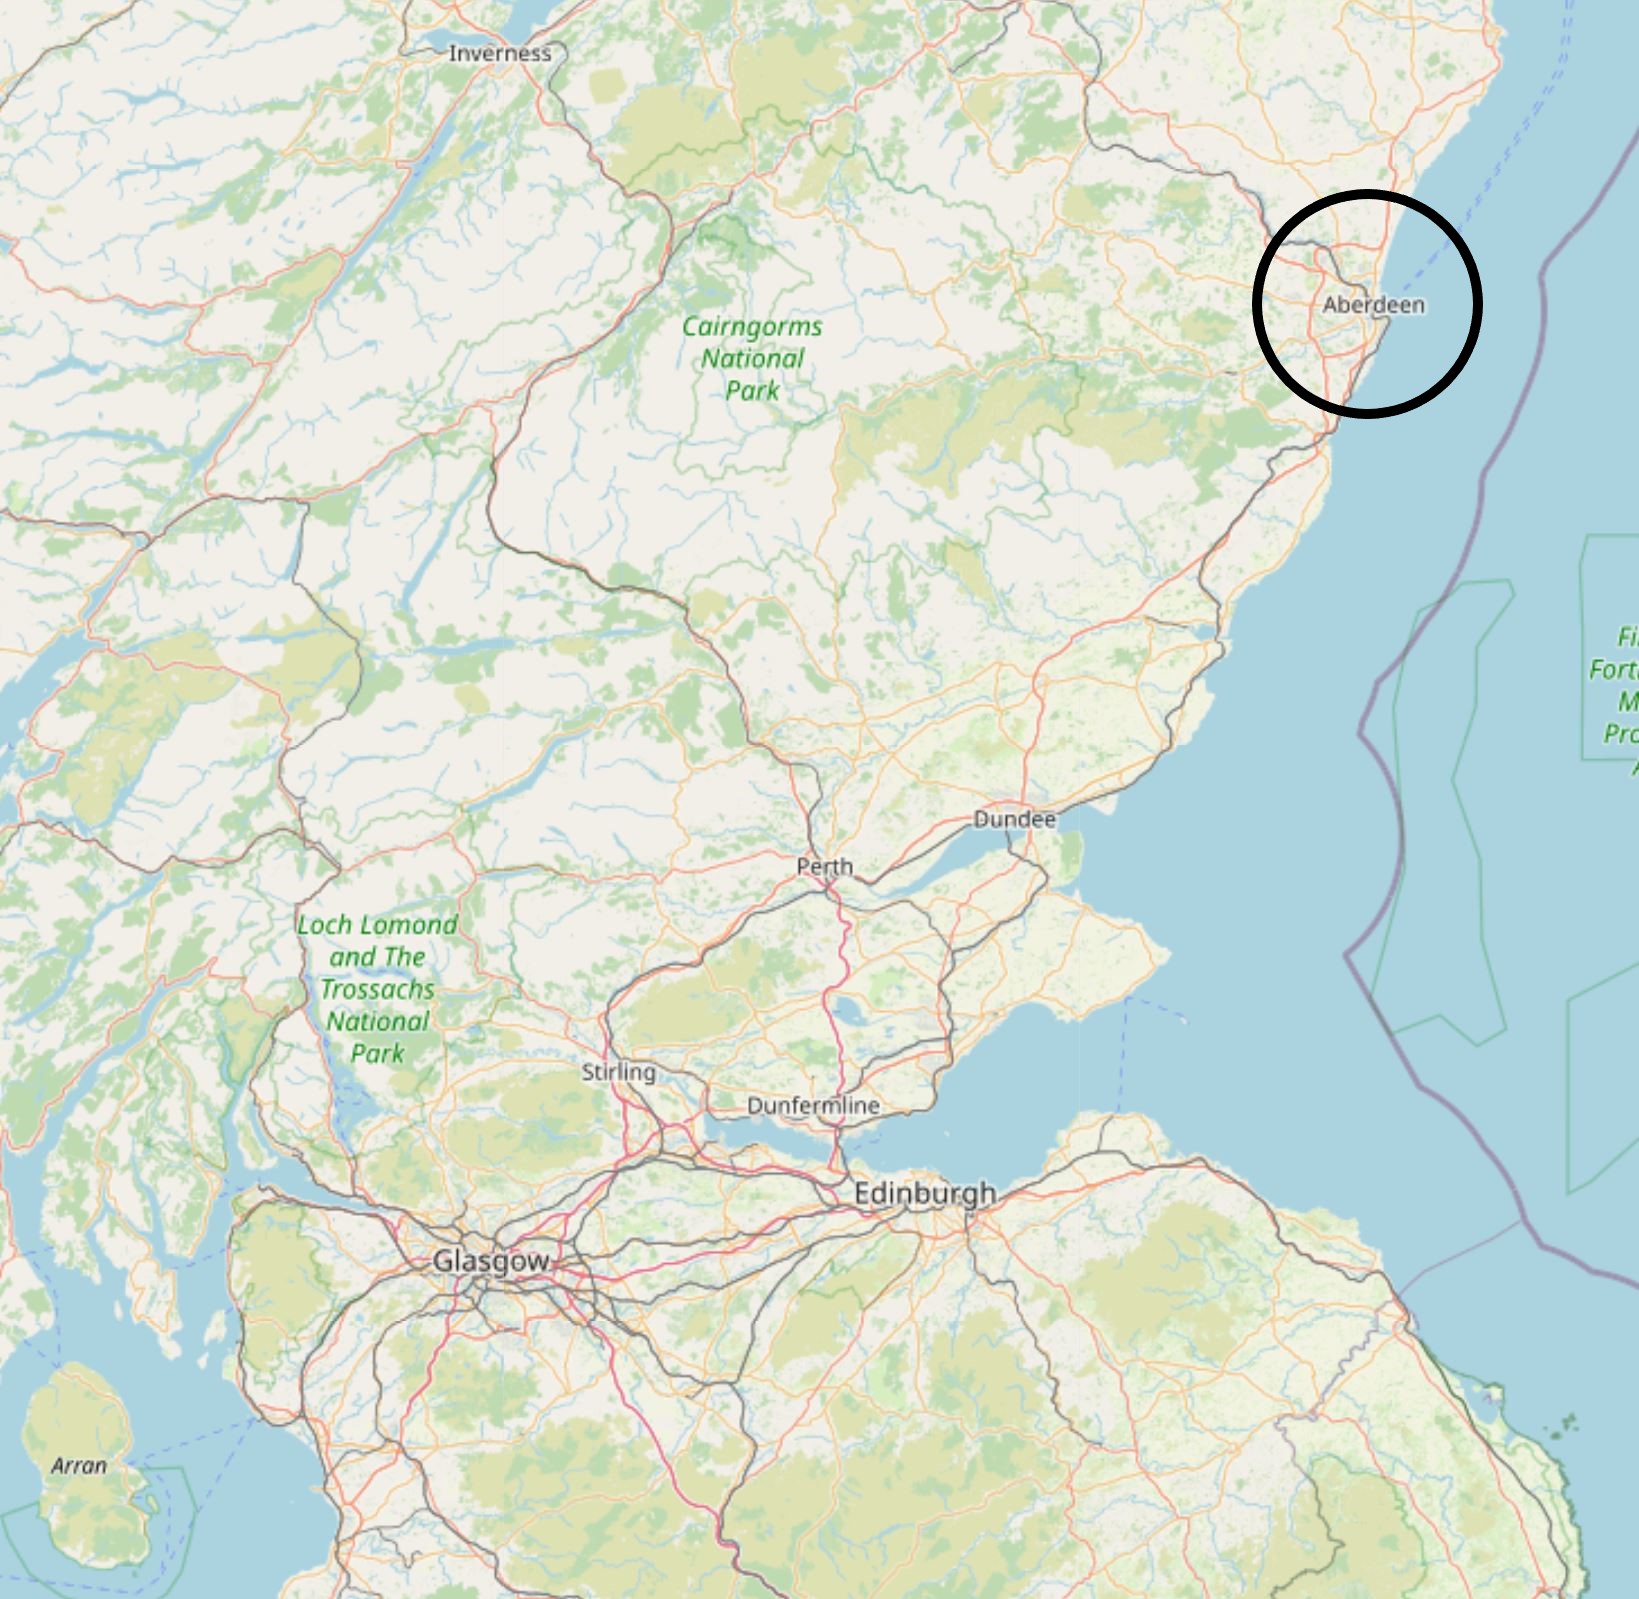 Inverness
Aberdeen
Cairngorms
National
Park
Dundee
Perth
Loch Lomond
and The
Trossachs
National
Park
Stirling
Dunfermline
Edinburgh
Glasgow
Arran